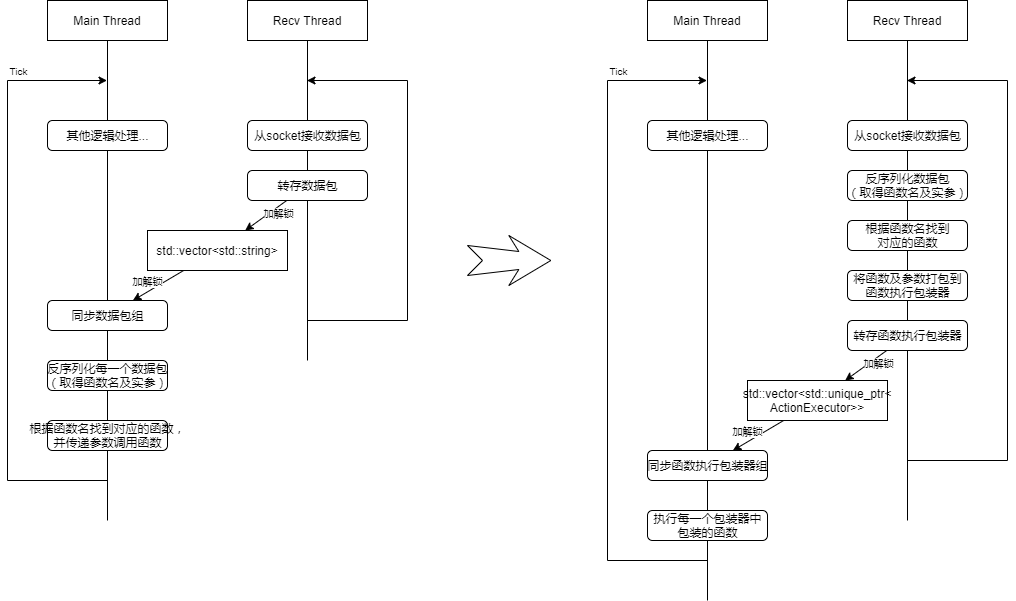 Main Thread
Recv Thread
Tick
其他逻辑处理...
从socket接收数据包
转存数据包
加解锁
std::vector<std::string>
加解锁
同步数据包组
反序列化每一个数据包
（取得函数名及实参）
根据函数名找到对应的函数，
并传递参数调用函数
Main Thread
Recv Thread
Tick
其他逻辑处理...
从socket接收数据包
反序列化数据包
（取得函数名及实参）
根据函数名找到
对应的函数
将函数及参数打包到
函数执行包装器
转存函数执行包装器
加解锁
std::vector<std::unique_ptr<
ActionExecutor>>
加解锁
同步函数执行包装器组
执行每一个包装器中
包装的函数